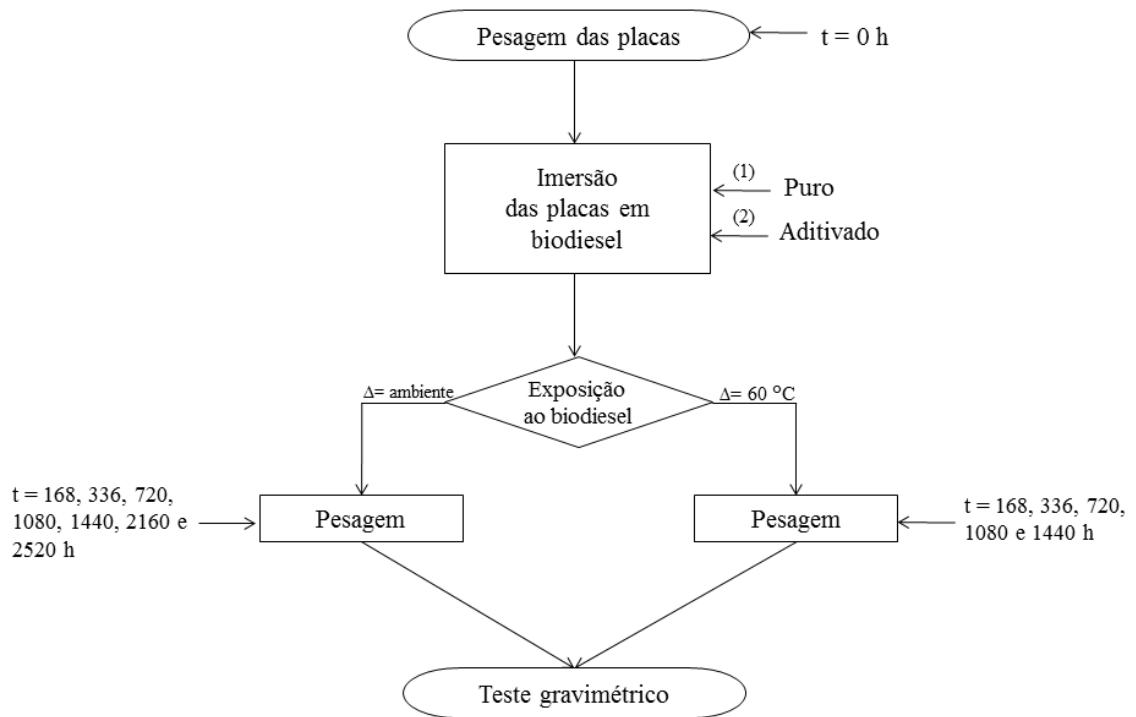 Pesagem das placas
t = 0 h
Imersão
das placas em
biodiesel
(1)
Puro
(2)
Aditivado
Δ= ambiente
Exposição
ao biodiesel
Δ= 60 °C
t = 168, 336, 720,
1080, 1440, 2160 e
2520 h
Pesagem
Pesagem
t = 168, 336, 720,
1080 e 1440 h
Teste gravimétrico